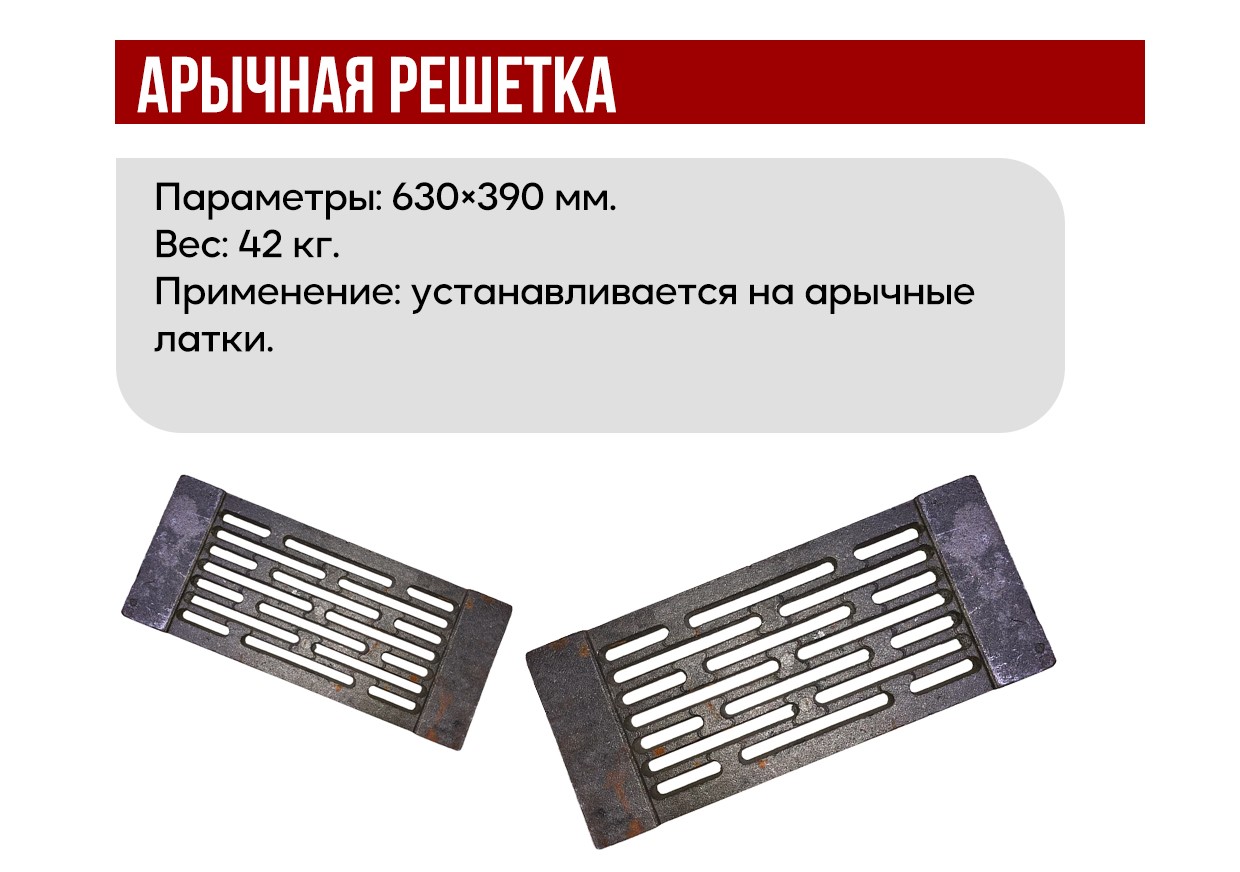 АРЫЧНАЯ РЕШЕТКА
Параметры: 630×390 мм.
Вес: 42 кг.
Применение: устанавливается на арычные
латки.